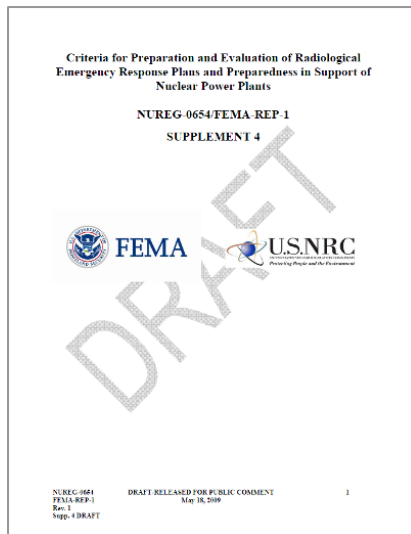 Criteria for Preparation and Evaluation of Radiological
Emergency Response Plans and Preparedness in Support of
Nuclear Power Plants
NUREG-0654/FEMA-REP-1
SUPPLEMENT 4
DRAFT
FEMA
U.S.NRC
Protecting People and the Environment
NUREG-0654 DRAFT RELEASED FOR PUBLIC COMMENT 1
FEMA-REP-1 May 18, 2009
Rev. 1
Supp. 4 DRAFT